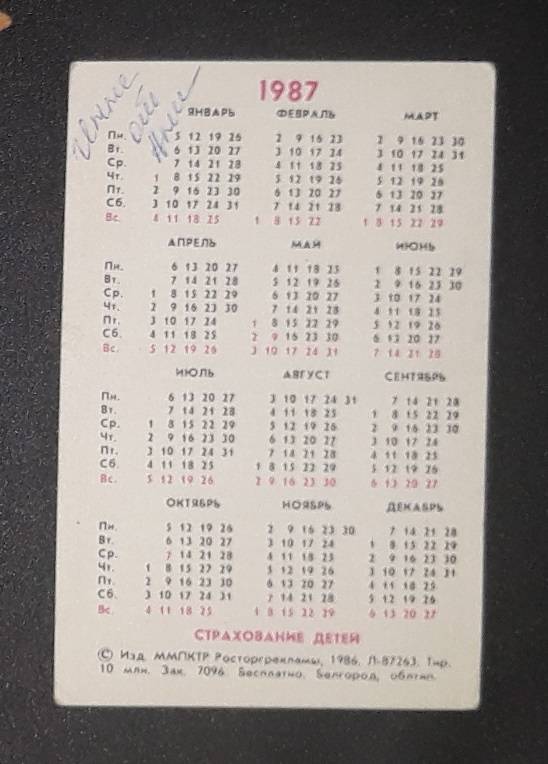 1987
ЯНВАРЬ ФЕВРАЛЬ МАРТ
Пн. 5 12 19 26 2 9 16 23 2 9 16 23 30
Вт. 6 13 20 27 3 10 17 24 3 10 17 24 31
Ср. 7 14 21 28 4 11 18 25 4 11 18 25
Чт. 1 8 15 22 29 5 12 19 26 5 12 19 26
Пт. 2 9 16 23 30 6 13 20 27 6 13 20 27
Сб. 3 10 17 24 31 7 14 21 28 7 14 21 28
Вс. 4 11 18 25 1 8 15 22 1 8 15 22 29
АПРЕЛЬ МАЙ ИЮНЬ
Пн. 6 13 20 27 4 11 18 25 1 8 15 22 29
Вт. 7 14 21 28 5 12 19 26 2 9 16 23 30
Ср. 1 8 15 22 29 6 13 20 27 3 10 17 24
Чт. 2 9 16 23 30 7 14 21 28 4 11 18 25
Пт. 3 10 17 24 1 8 15 22 29 5 12 19 26
Сб. 4 11 18 25 2 9 16 23 30 6 13 20 27
Вс. 5 12 19 26 3 10 17 24 31 7 14 21 28
ИЮЛЬ АВГУСТ СЕНТЯБРЬ
Пн. 6 13 20 27 3 10 17 24 31 7 14 21 28
Вт. 7 14 21 28 4 11 18 25 1 8 15 22 29
Ср. 1 8 15 22 29 5 12 19 26 2 9 16 23 30
Чт. 2 9 16 23 30 6 13 20 27 3 10 17 24
Пт. 3 10 17 24 31 7 14 21 28 4 11 18 25
Сб. 4 11 18 25 1 8 15 22 29 5 12 19 26
Вс. 5 12 19 26 2 9 16 23 30 6 13 20 27
ОКТЯБРЬ НОЯБРЬ ДЕКАБРЬ
Пн. 5 12 19 26 2 9 16 23 30 7 14 21 28
Вт. 6 13 20 27 3 10 17 24 1 8 15 22 29
Ср. 7 14 21 28 4 11 18 25 2 9 16 23 30
Чт. 1 8 15 22 29 5 12 19 26 3 10 17 24 31
Пт. 2 9 16 23 30 6 13 20 27 4 11 18 25
Сб. 3 10 17 24 31 7 14 21 28 5 12 19 26
Вс. 4 11 18 25 1 8 15 22 29 6 13 20 27
СТРАХОВАНИЕ ДЕТЕЙ
© Изд. ММПКТР Росторгрекламы, 1986. Л-87263. Тир.
10 млн. Зак. 7096. Бесплатно. Белгород, облтип.